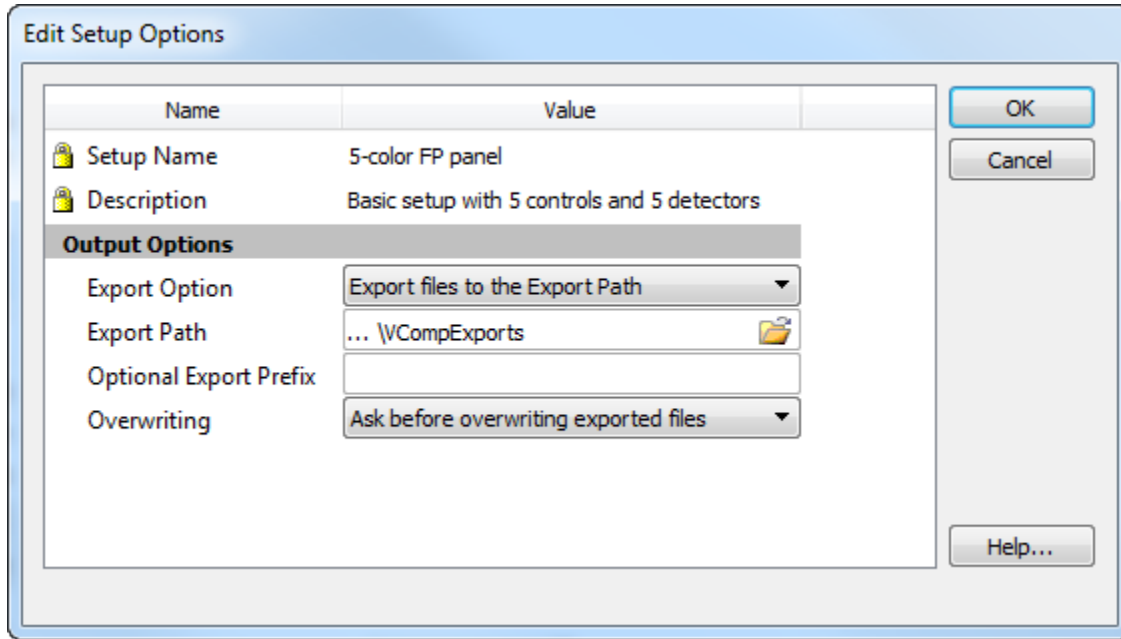 Edit Setup Options
Name Value
OK
Setup Name 5-color FP panel
Cancel
Description Basic setup with 5 controls and 5 detectors
Output Options
Export Option Export files to the Export Path
Export Path ... \VCompExports
Optional Export Prefix
Overwriting Ask before overwriting exported files
Help...